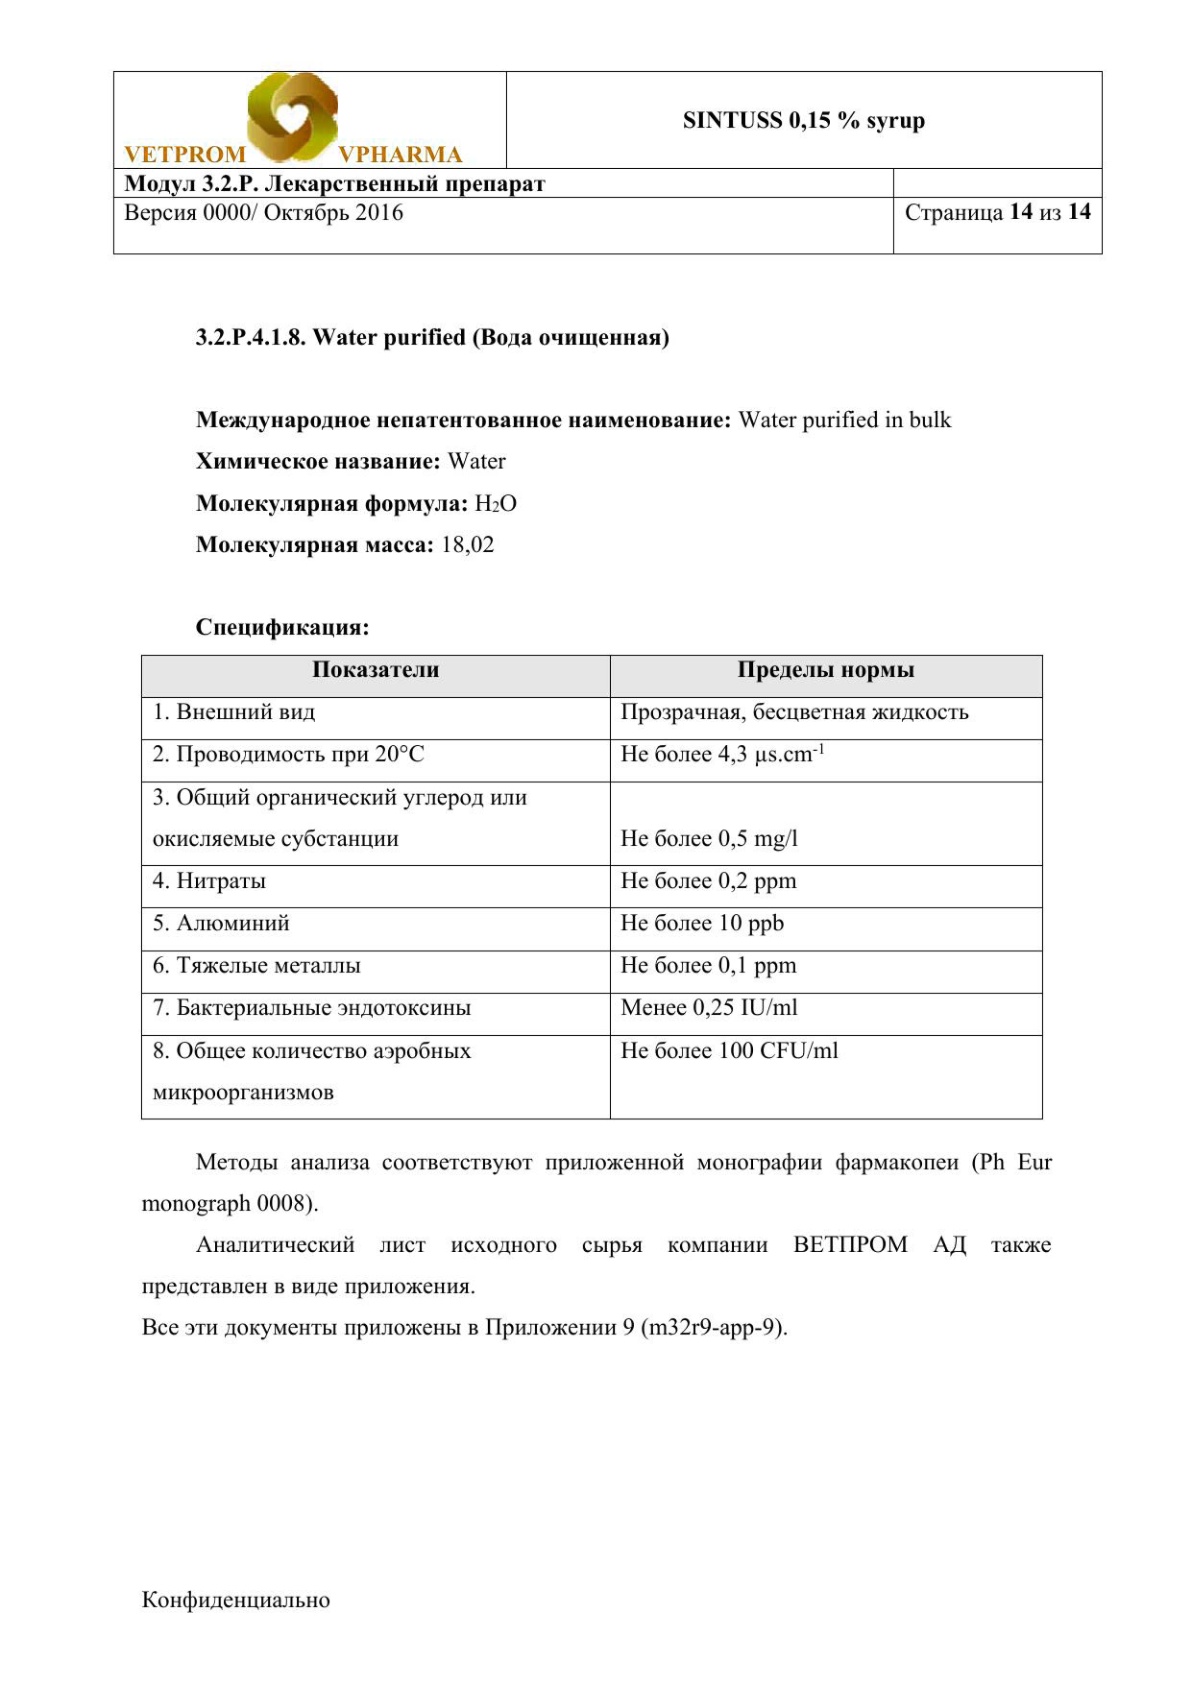 VETPROM VPHARMA
SINTUSS 0,15 % syrup
Модул 3.2.P. Лекарственный препарат
Версия 0000/ Октябрь 2016
Страница 14 из 14
3.2.P.4.1.8. Water purified (Вода очищенная)
Международное непатентованное наименование: Water purified in bulk
Химическое название: Water
Молекулярная формула: H₂O
Молекулярная масса: 18,02
Спецификация:
Показатели
Пределы нормы
1. Внешний вид
Прозрачная, бесцветная жидкость
2. Проводимость при 20°С
Не более 4,3 µs.cm⁻¹
3. Общий органический углерод или
окисляемые субстанции
Не более 0,5 mg/l
4. Нитраты
Не более 0,2 ppm
5. Алюминий
Не более 10 ppb
6. Тяжелые металлы
Не более 0,1 ppm
7. Бактериальные эндотоксины
Менее 0,25 IU/ml
8. Общее количество аэробных
микроорганизмов
Не более 100 CFU/ml
Методы анализа соответствуют приложенной монографии фармакопеи (Ph Eur
monograph 0008).
Аналитический лист исходного сырья компании ВЕТПРОМ АД также
представлен в виде приложения.
Все эти документы приложены в Приложении 9 (m32r9-app-9).
Конфиденциально